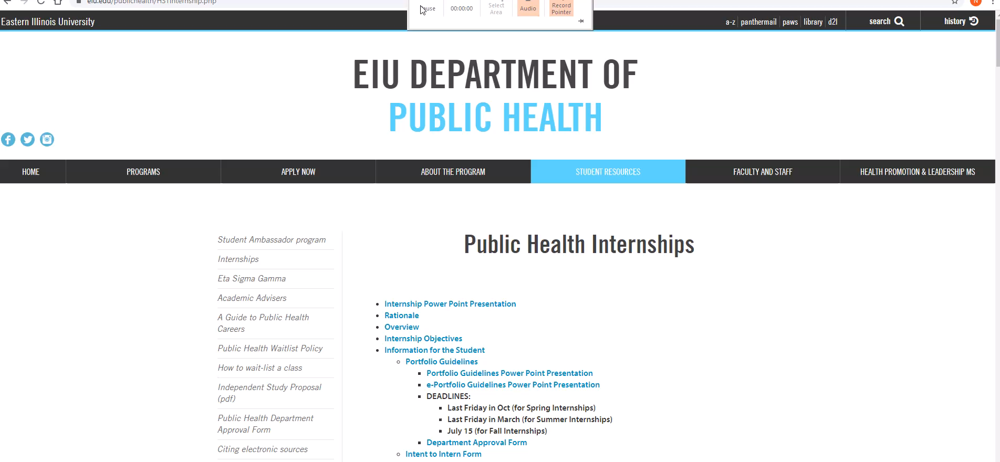 eiu.edu/publichealth/HSTinternship.php
00:00:00
Select
Area
Audio
Record
Pointer
Eastern Illinois University
a-z panthermail paws library d2l
search
history
EIU DEPARTMENT OF
PUBLIC HEALTH
HOME
PROGRAMS
APPLY NOW
ABOUT THE PROGRAM
STUDENT RESOURCES
FACULTY AND STAFF
HEALTH PROMOTION & LEADERSHIP MS
Student Ambassador program
Internships
Eta Sigma Gamma
Academic Advisers
A Guide to Public Health
Careers
Public Health Waitlist Policy
How to wait-list a class
Independent Study Proposal
(pdf)
Public Health Department
Approval Form
Citing electronic sources
Public Health Internships
Internship Power Point Presentation
Rationale
Overview
Internship Objectives
Information for the Student
Portfolio Guidelines
Portfolio Guidelines Power Point Presentation
e-Portfolio Guidelines Power Point Presentation
DEADLINES:
Last Friday in Oct (for Spring Internships)
Last Friday in March (for Summer Internships)
July 15 (for Fall Internships)
Department Approval Form
Intent to Intern Form